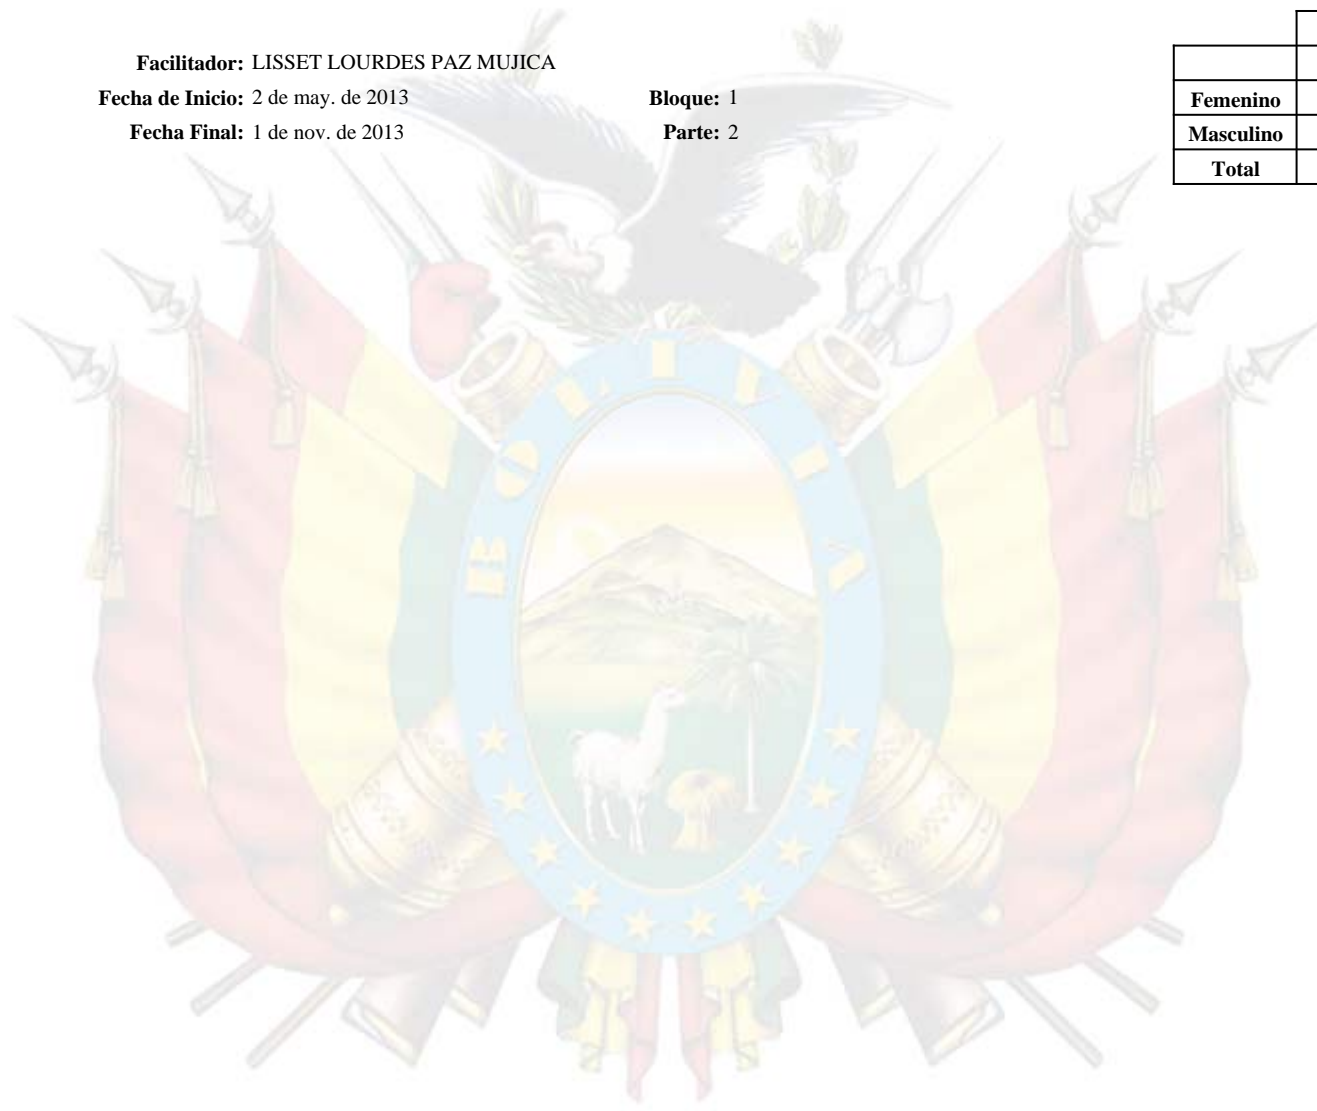 Facilitador: LISSET LOURDES PAZ MUJICA
Fecha de Inicio: 2 de may. de 2013 Bloque: 1
Fecha Final: 1 de nov. de 2013 Parte: 2
Femenino
Masculino
Total
BOLIVIA